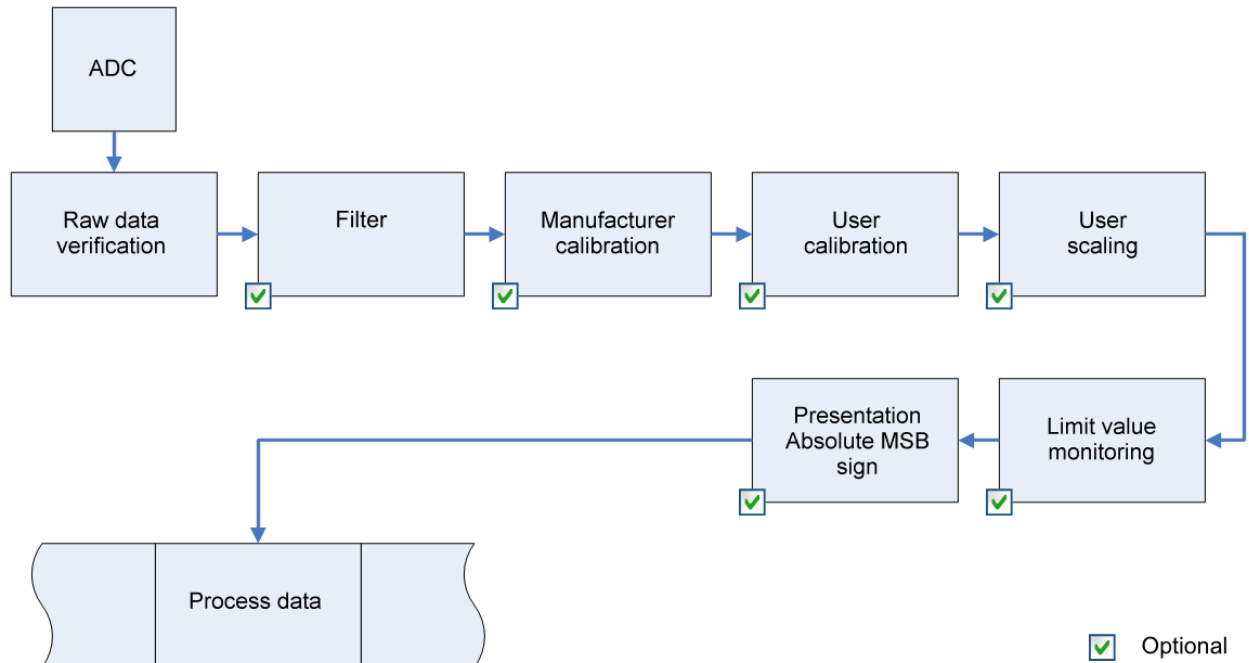 ADC
Raw data
verification
Filter
Manufacturer
calibration
User
calibration
User
scaling
Presentation
Absolute MSB
sign
Limit value
monitoring
Process data
Optional